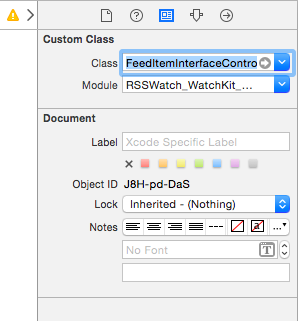 Custom Class
Class FeedItemInterfaceContro
Module RSSWatch_WatchKit_...
Document
Label Xcode Specific Label
Object ID J8H-pd-DaS
Lock Inherited - (Nothing)
Notes
No Font